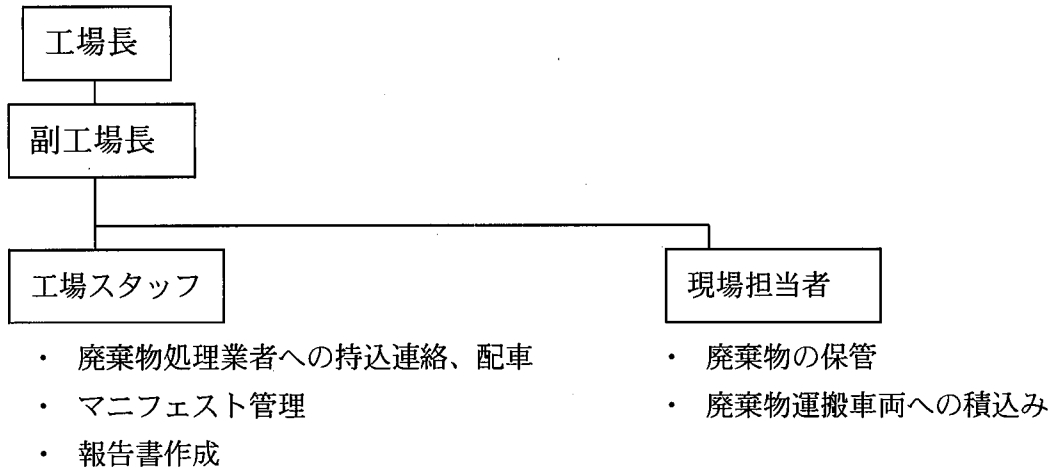 工場長
副工場長
工場スタッフ
・ 廃棄物処理業者への持込連絡、配車
・ マニフェスト管理
・ 報告書作成
現場担当者
・ 廃棄物の保管
・ 廃棄物運搬車両への積込み